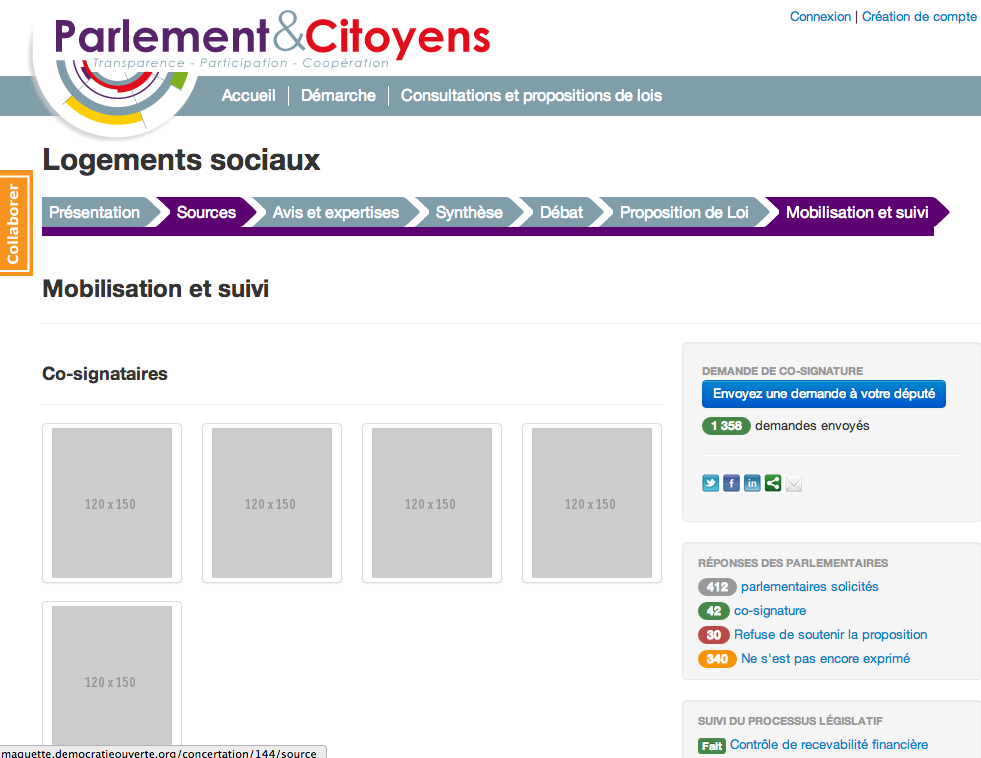 Connexion | Création de compte
Parlement&Citoyens
Transparence - Participation - Coopération
Accueil | Démarche | Consultations et propositions de lois
Logements sociaux
Collaborer
Présentation Sources Avis et expertises Synthèse Débat Proposition de Loi Mobilisation et suivi
Mobilisation et suivi
Co-signataires
120 x 150 120 x 150 120 x 150 120 x 150
120 x 150
DEMANDE DE CO-SIGNATURE
Envoyez une demande à votre député
1 358 demandes envoyés
f in
RÉPONSES DES PARLEMENTAIRES
412 parlementaires solicités
42 co-signature
30 Refuse de soutenir la proposition
340 Ne s'est pas encore exprimé
SUIVI DU PROCESSUS LÉGISLATIF
Fait Contrôle de recevabilité financière
maquette.democratieouverte.org/concertation/144/source